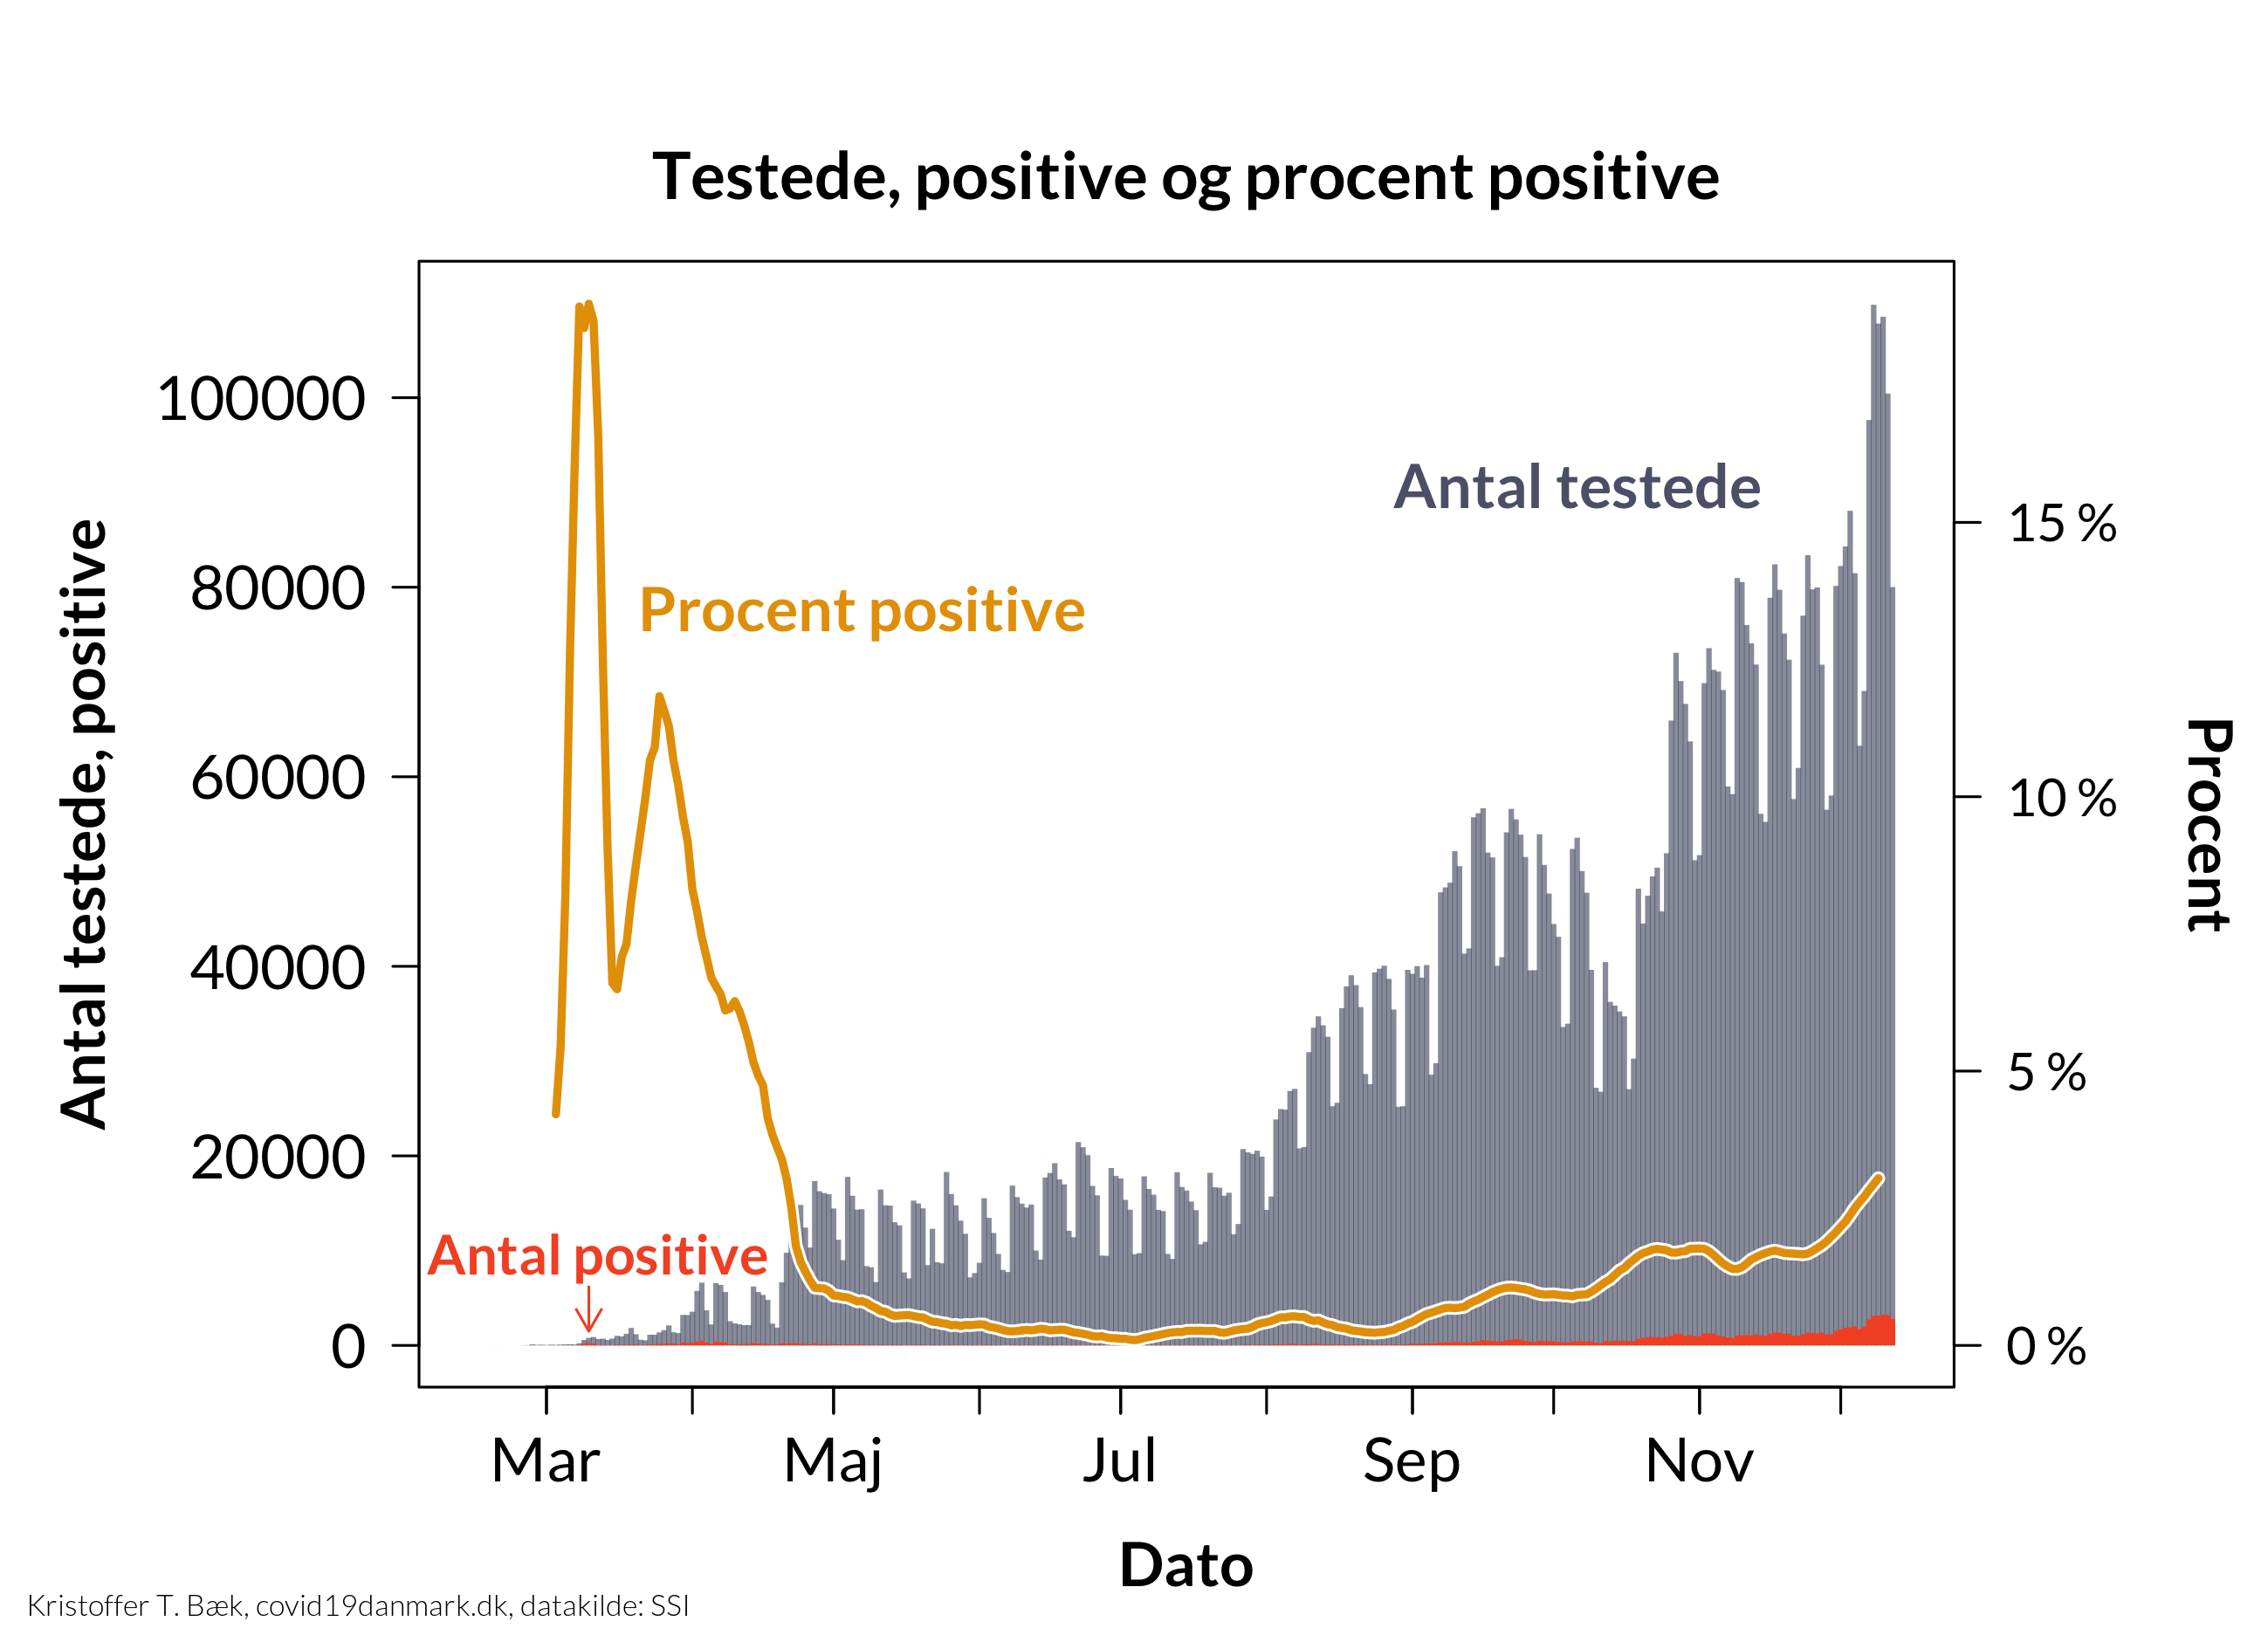 Testede, positive og procent positive
Antal testede, positive
100000
80000
60000
40000
20000
0
Antal testede
Procent positive
Antal positive
15 %
10 %
5 %
0 %
Procent
Mar
Maj
Jul
Sep
Nov
Dato
Kristoffer T. Bæk, covid19danmark.dk, datakilde: SSI